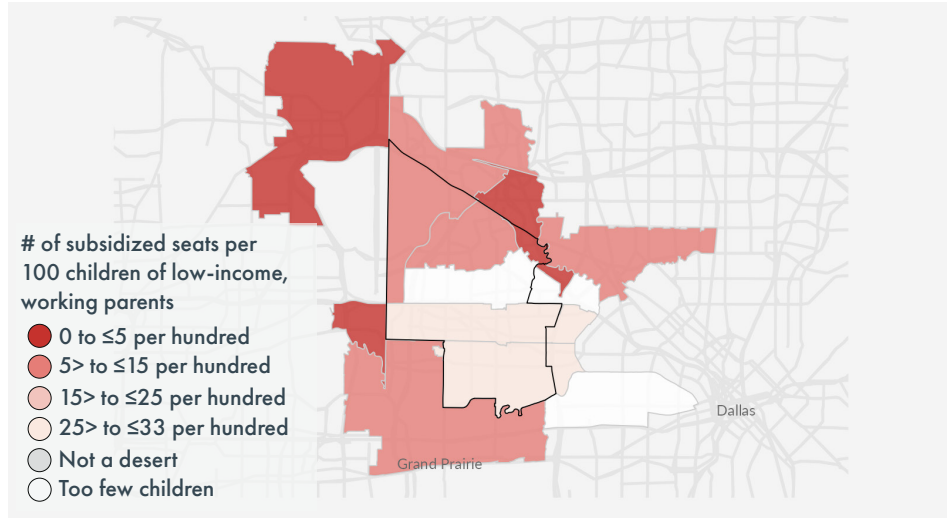 # of subsidized seats per
100 children of low-income,
working parents
0 to ≤5 per hundred
5> to ≤15 per hundred
15> to ≤25 per hundred
25> to ≤33 per hundred
Not a desert
Too few children
Dallas
Grand Prairie